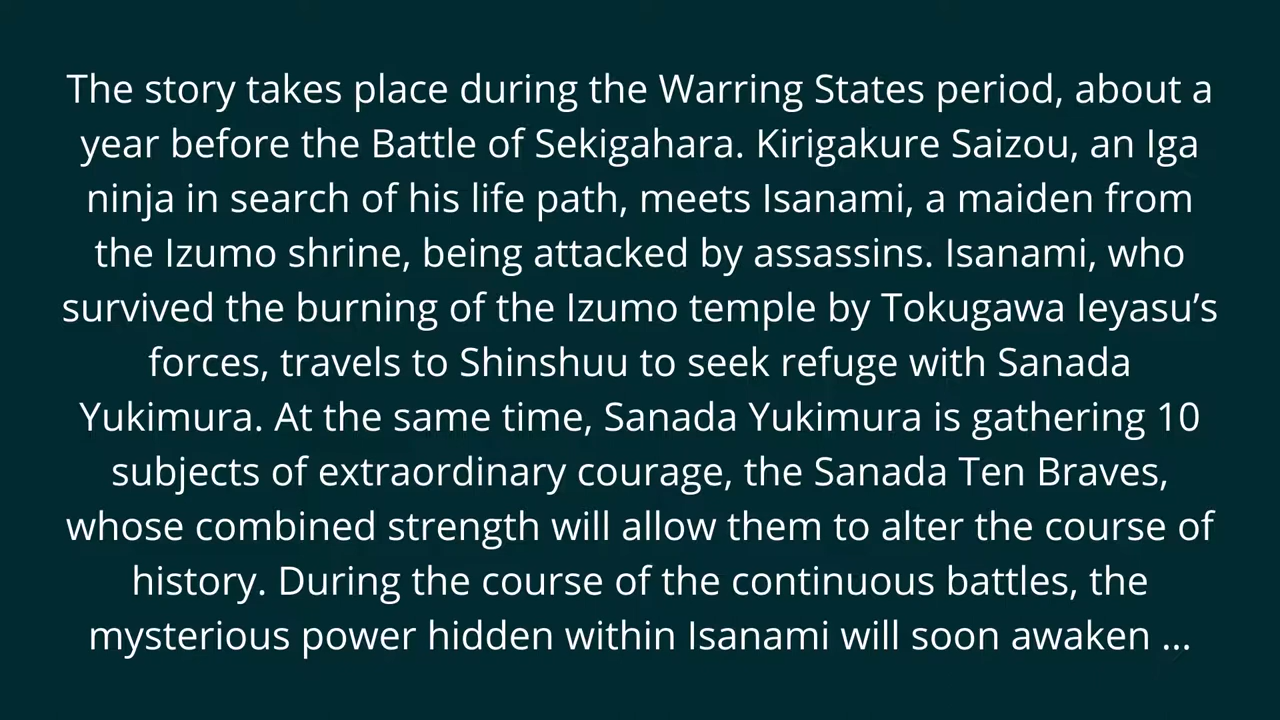 The story takes place during the Warring States period, about a
year before the Battle of Sekigahara. Kirigakure Saizou, an Iga
ninja in search of his life path, meets Isanami, a maiden from
the Izumo shrine, being attacked by assassins. Isanami, who
survived the burning of the Izumo temple by Tokugawa Ieyasu’s
forces, travels to Shinshuu to seek refuge with Sanada
Yukimura. At the same time, Sanada Yukimura is gathering 10
subjects of extraordinary courage, the Sanada Ten Braves,
whose combined strength will allow them to alter the course of
history. During the course of the continuous battles, the
mysterious power hidden within Isanami will soon awaken ...